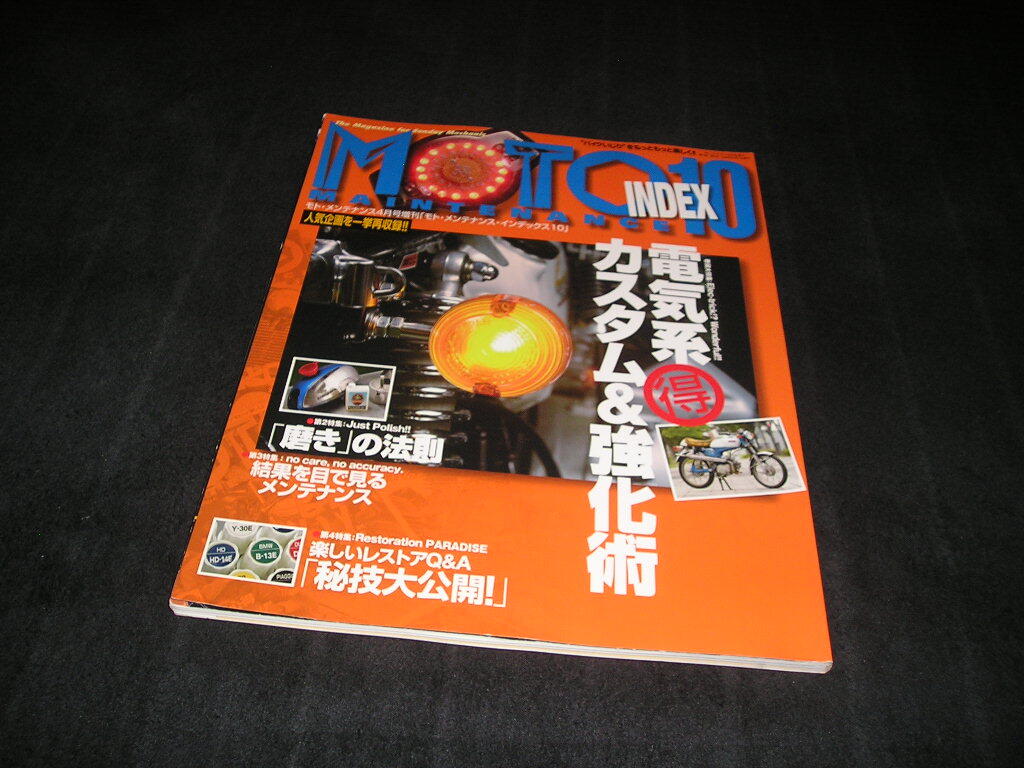 The Magazine for Sunday Mechanic
"バイクいじり"をもっともっと楽しく!
MOTO
MAINTENANCE
INDEX 10
モト・メンテナンス4月号増刊「モト・メンテナンス・インデックス10」
人気企画を一挙再収録!!
電気系㊕
カスタム&強化術
第2特集:Just Polish!!
「磨き」の法則
第3特集:no care, no accuracy.
結果を目で見る
メンテナンス
第4特集:Restoration PARADISE
楽しいレストアQ&A
「秘技大公開!」
Y-30E
HD
HD-14E
BMW
B-13E